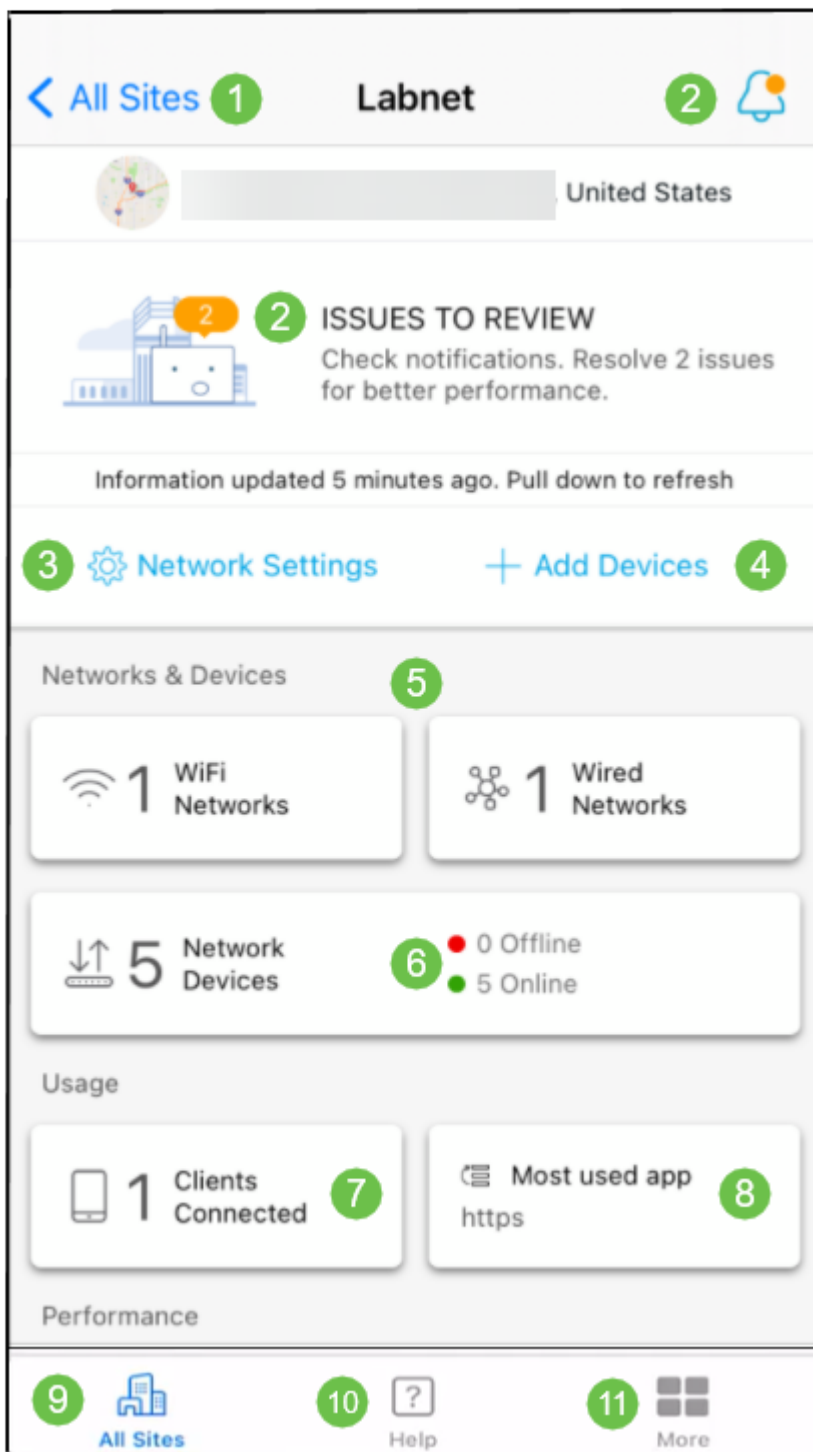 All Sites 1 Labnet 2
United States
2 2 ISSUES TO REVIEW
Check notifications. Resolve 2 issues
for better performance.
Information updated 5 minutes ago. Pull down to refresh
3 Network Settings + Add Devices 4
Networks & Devices 5
1 WiFi
Networks
1 Wired
Networks
5 Network
Devices
6
0 Offline
5 Online
Usage
1 Clients
Connected
7
Most used app
https
8
Performance
9 All Sites
10 ? Help
11 More